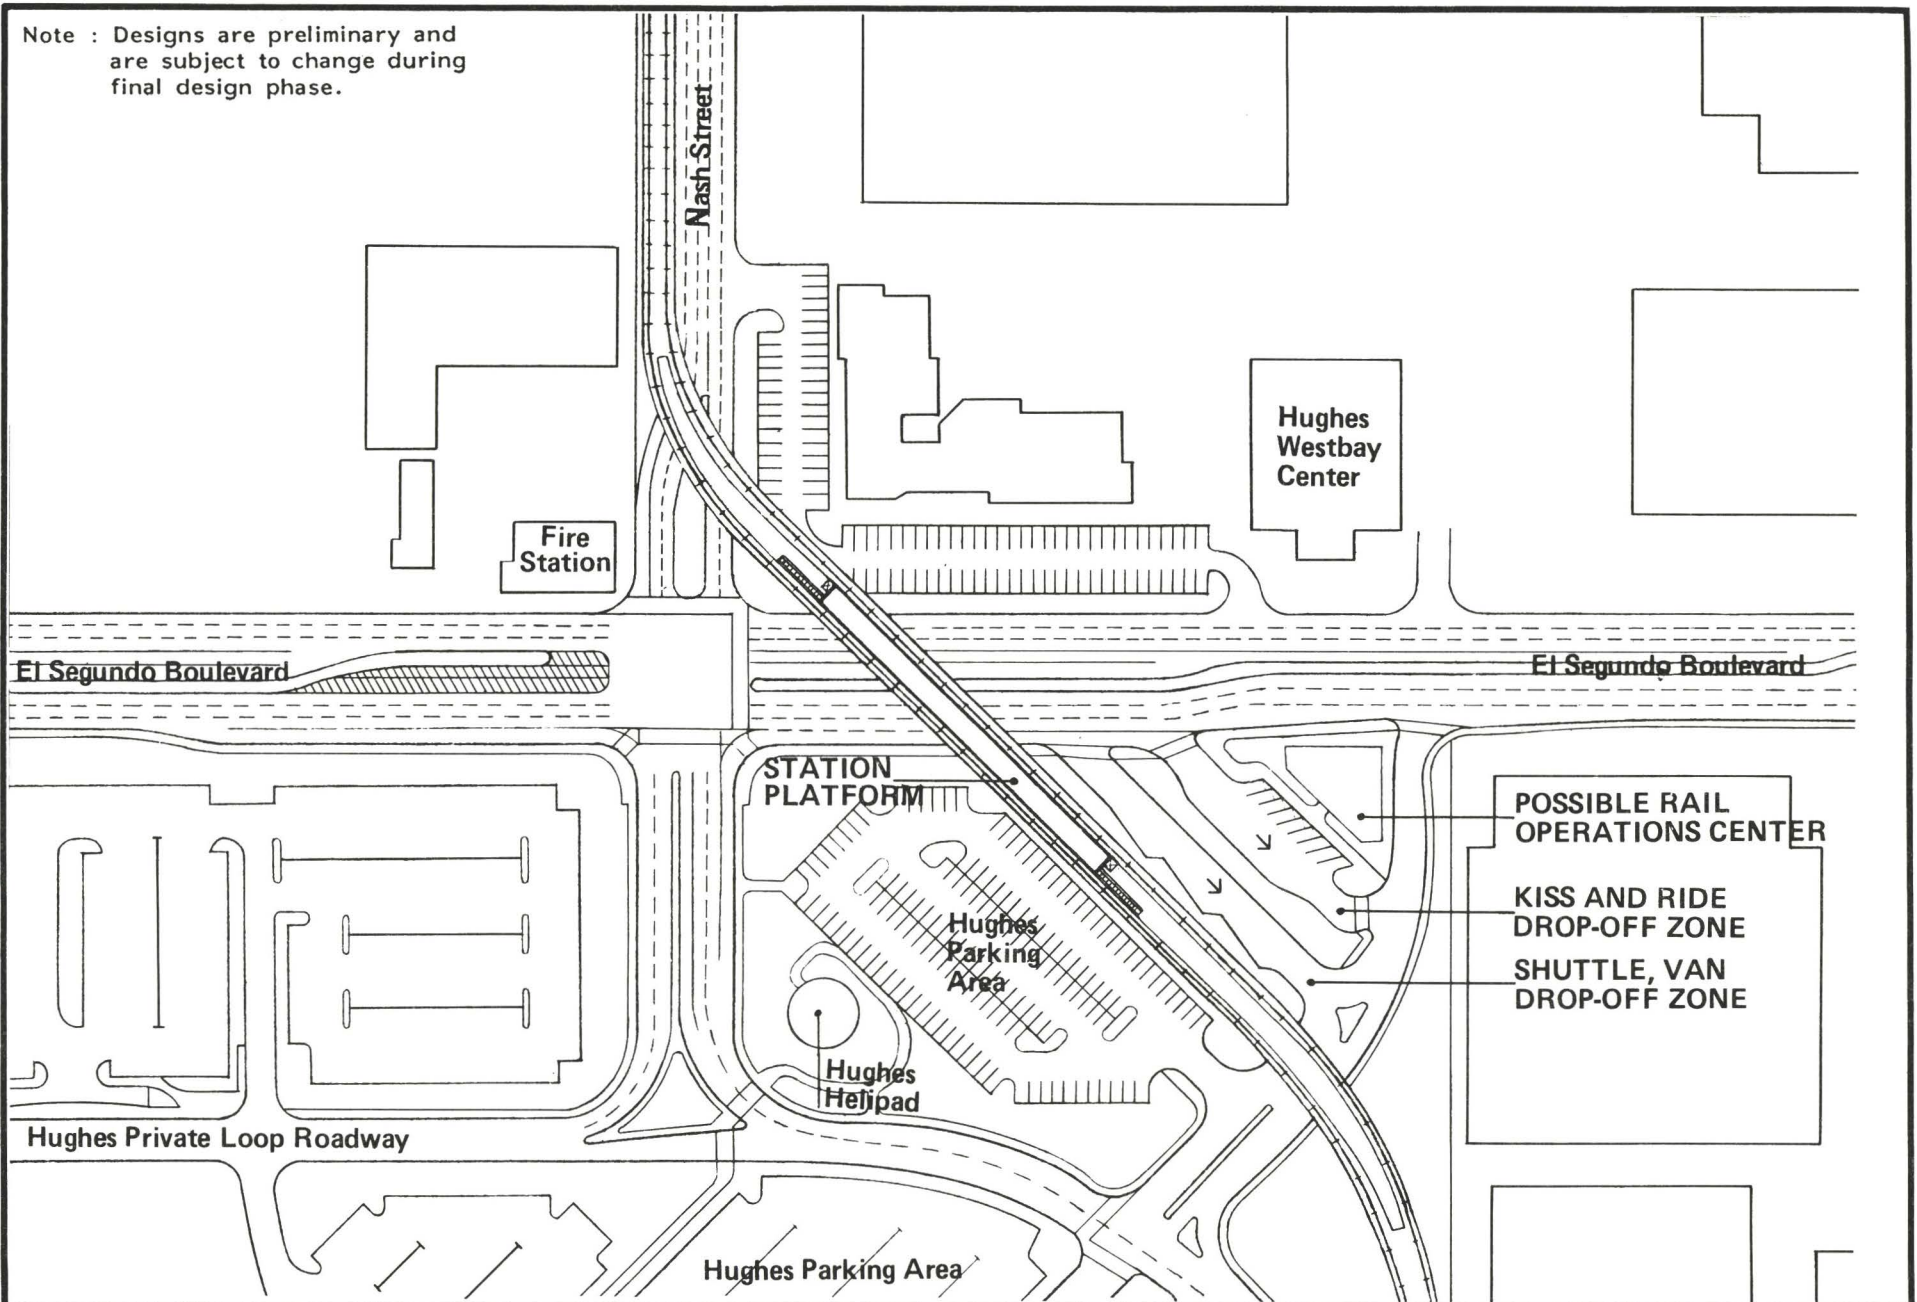 Note : Designs are preliminary and
are subject to change during
final design phase.
Nash Street
Hughes
Westbay
Center
Fire
Station
El Segundo Boulevard
El Segundo Boulevard
STATION
PLATFORM
POSSIBLE RAIL
OPERATIONS CENTER
KISS AND RIDE
DROP-OFF ZONE
SHUTTLE, VAN
DROP-OFF ZONE
Hughes
Parking
Area
Hughes
Helipad
Hughes Private Loop Roadway
Hughes Parking Area